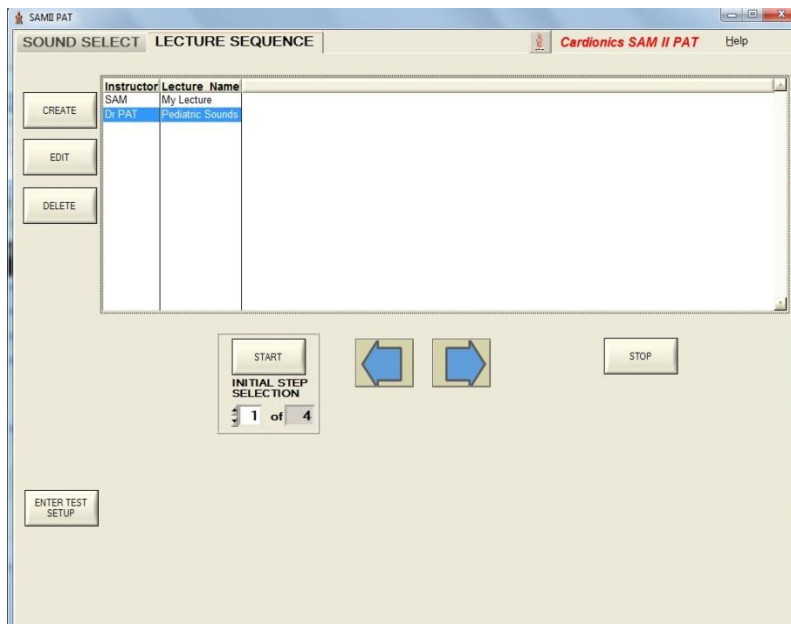 SAMII PAT
SOUND SELECT LECTURE SEQUENCE Cardionics SAM II PAT Help
Instructor Lecture Name
SAM My Lecture
Dr PAT Pediatric Sounds
CREATE
EDIT
DELETE
START
INITIAL STEP
SELECTION
1 of 4
STOP
ENTER TEST
SETUP